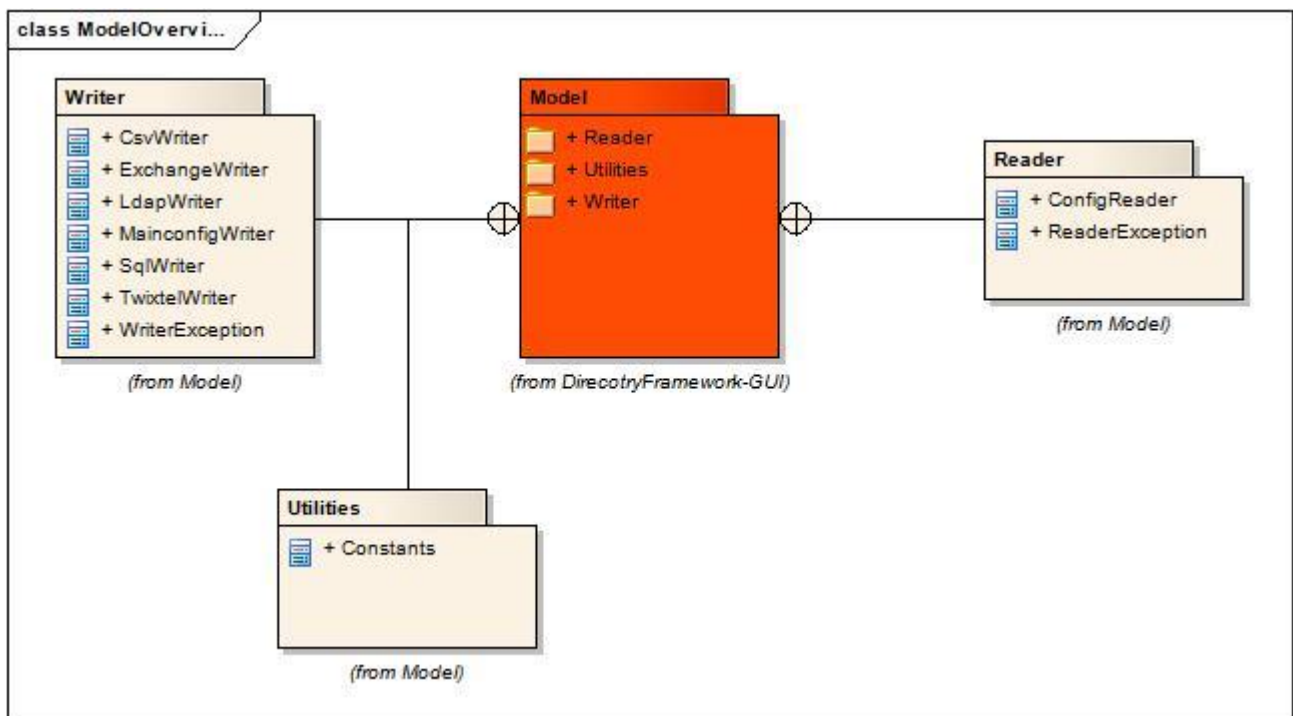 class ModelOvervi...
Writer
+ CsvWriter
+ ExchangeWriter
+ LdapWriter
+ MainconfigWriter
+ SqlWriter
+ TwixtelWriter
+ WriterException
(from Model)
Model
+ Reader
+ Utilities
+ Writer
(from DirecotryFramework-GUI)
Reader
+ ConfigReader
+ ReaderException
(from Model)
Utilities
+ Constants
(from Model)